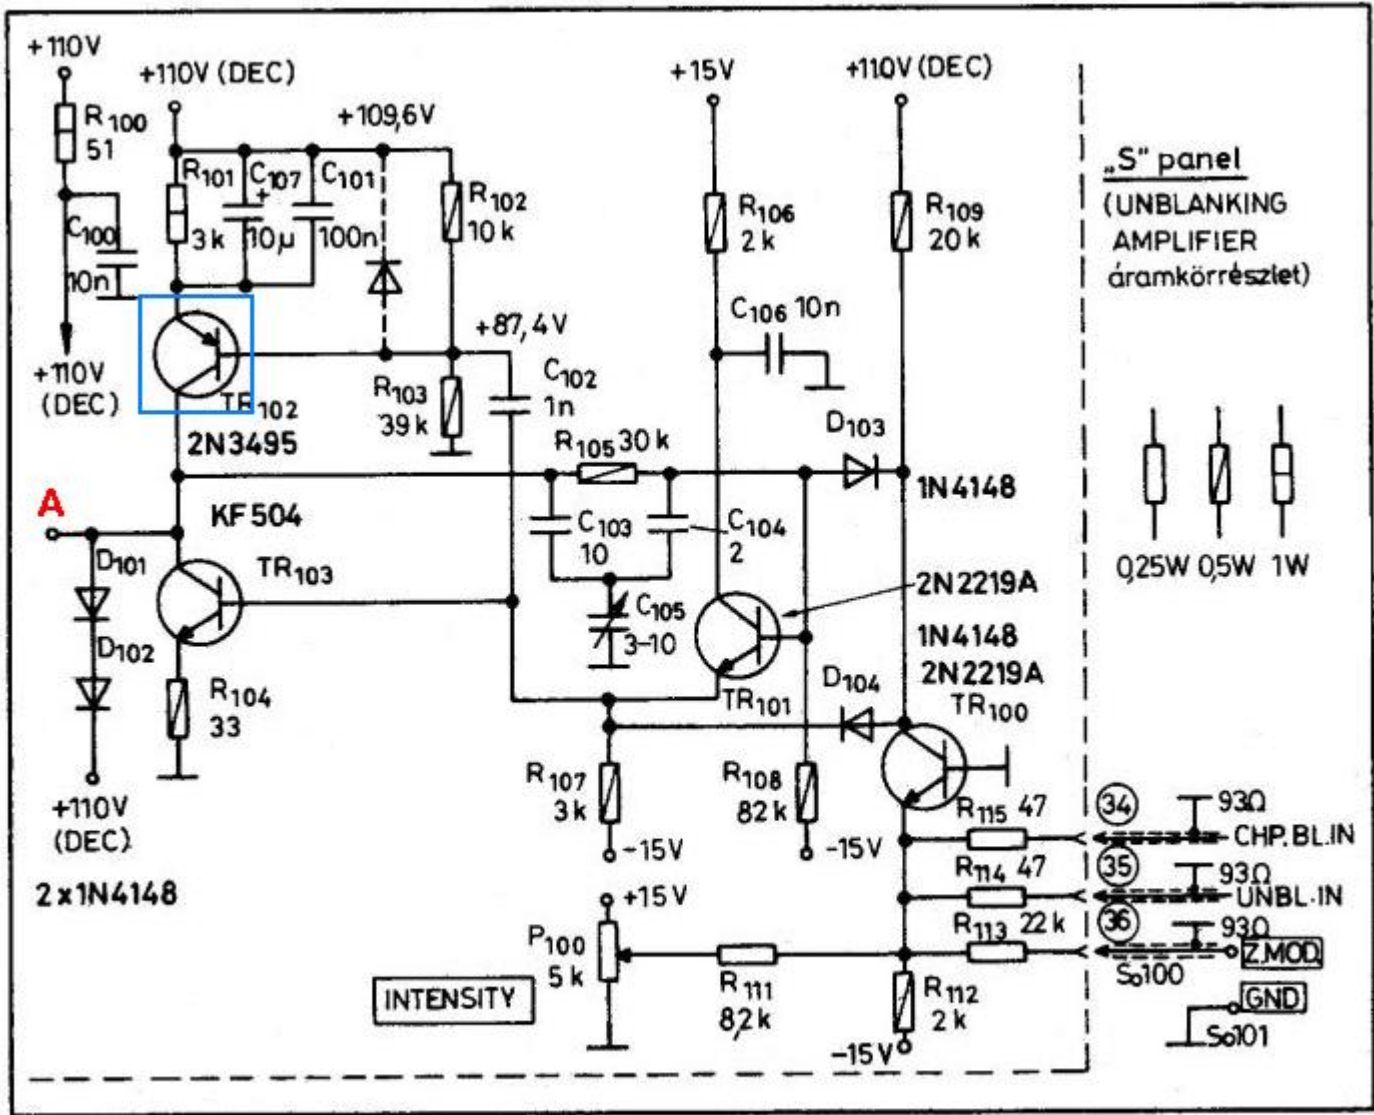 +110V
+110V (DEC)
R100
51
C100
10n
+110V
(DEC)
R101
3k
C107
+
10µ
C101
100n
+109,6V
R102
10k
+87,4V
TR102
2N3495
R103
39k
C102
1n
+15V
R106
2k
C106 10n
+110V (DEC)
R109
20k
D103
1N4148
R105 30k
C103
10
C104
2
C105
3-10
A
KF504
TR103
D101
D102
R104
33
+110V
(DEC)
2x1N4148
2N2219A
1N4148
2N2219A
TR101
D104
TR100
R107
3k
-15V
R108
82k
-15V
+15V
P100
5k
INTENSITY
R111
8,2k
R112
2k
-15V
R115 47
R114 47
R113 22k
34
93Ω
CHP.BL.IN
35
93Ω
UNBL.IN
36
93Ω
Z.MOD.
So100
GND
So101
„S" panel
(UNBLANKING
AMPLIFIER
áramkörrészlet)
0,25W 0,5W 1W